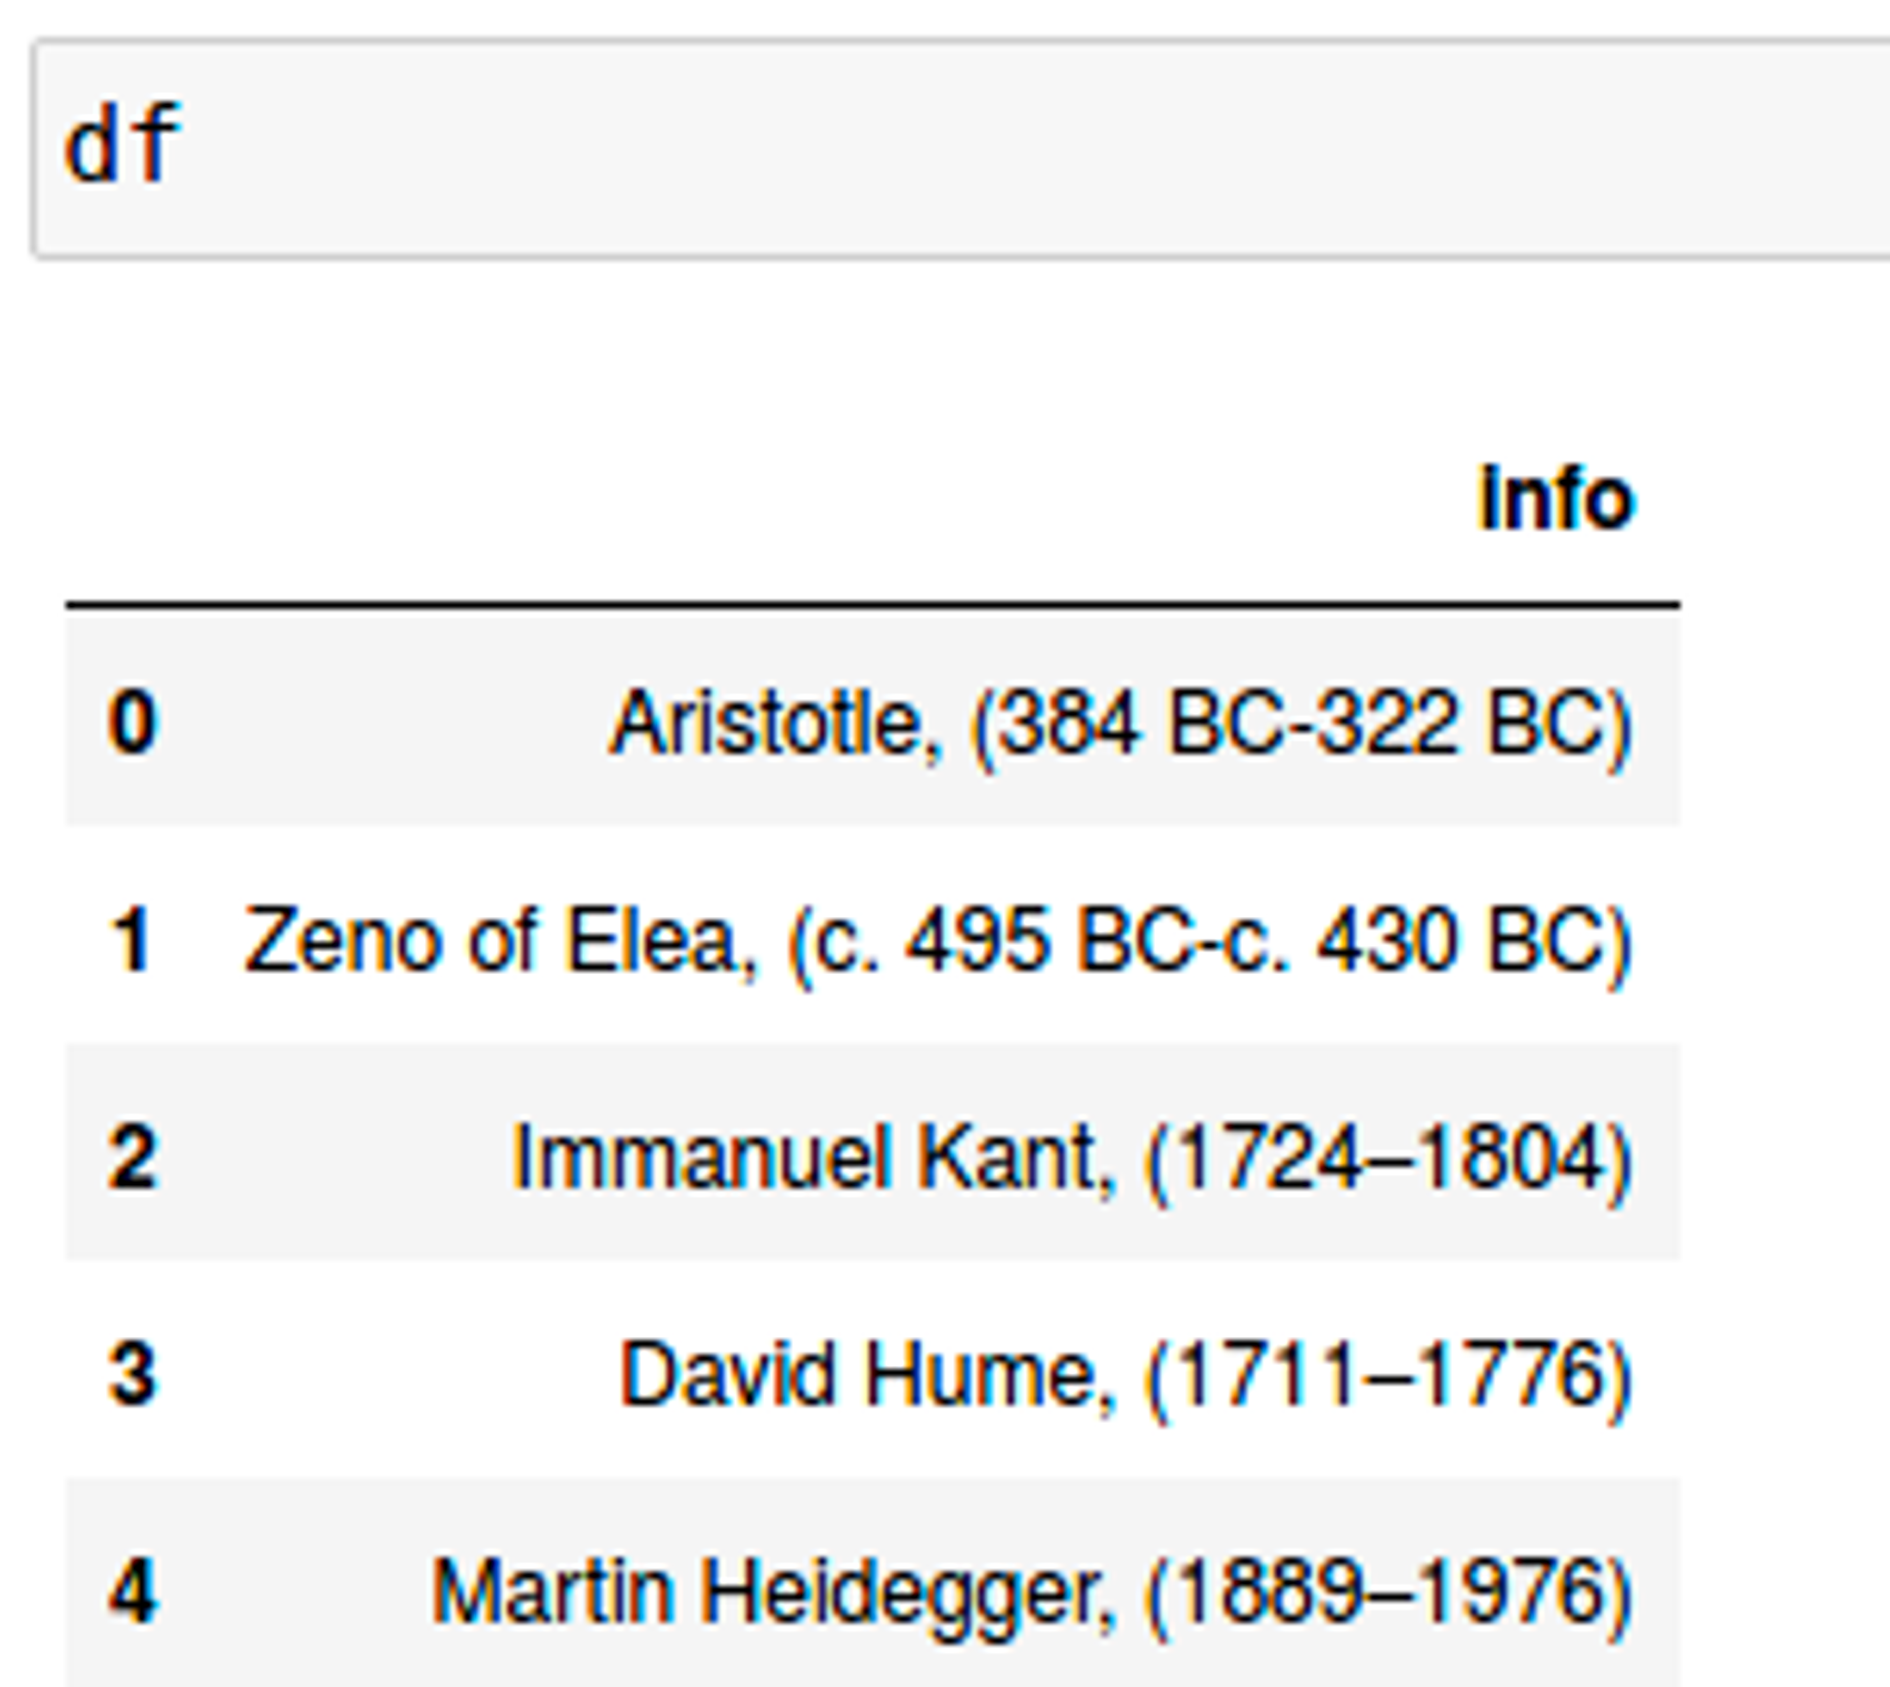 df
Info
0 Aristotle, (384 BC-322 BC)
1 Zeno of Elea, (c. 495 BC-c. 430 BC)
2 Immanuel Kant, (1724–1804)
3 David Hume, (1711–1776)
4 Martin Heidegger, (1889–1976)